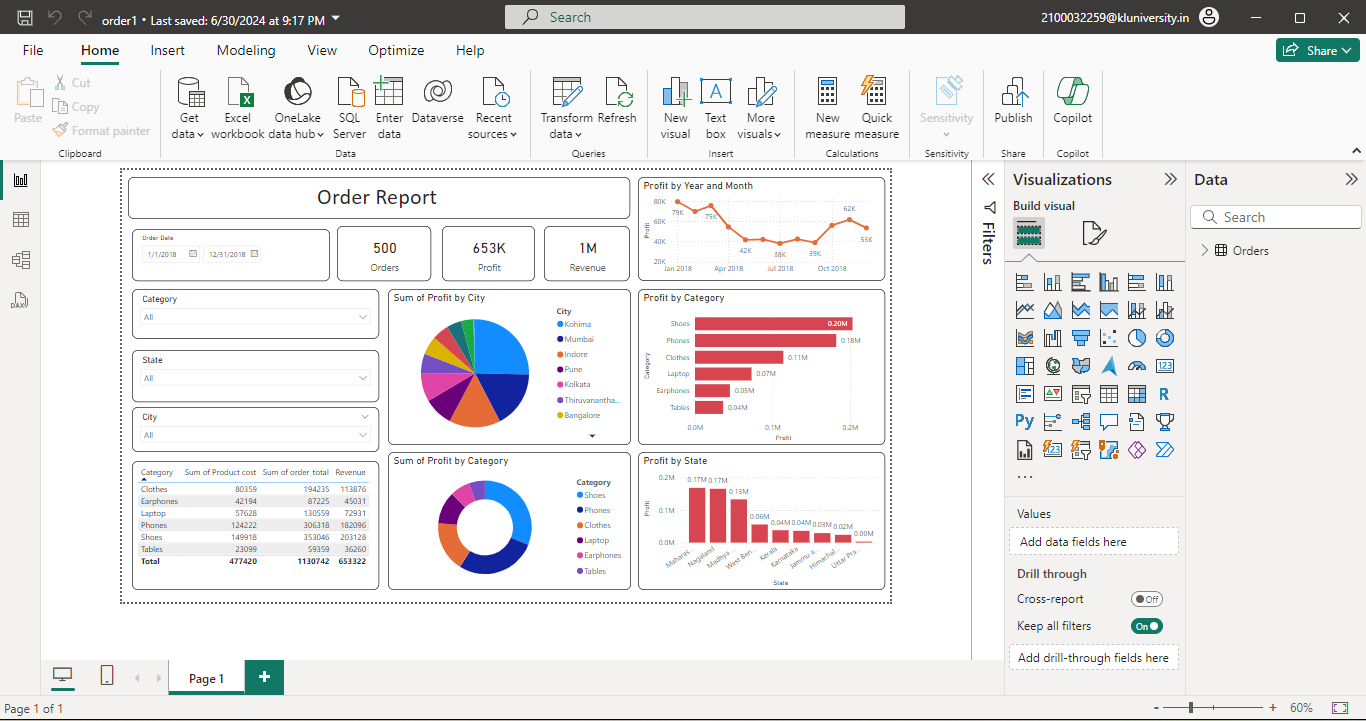 order1 • Last saved: 6/30/2024 at 9:17 PM
Search
2100032259@kluniversity.in
File Home Insert Modeling View Optimize Help
Share
Paste
Cut
Copy
Format painter
Clipboard
Get data
Excel workbook
OneLake data hub
SQL Server
Enter data
Dataverse
Recent sources
Data
Transform data
Refresh
Queries
New visual
Text box
More visuals
Insert
New measure
Quick measure
Calculations
Sensitivity
Sensitivity
Publish
Share
Copilot
Copilot
DAX
Order Report
Order Date
1/1/2018 12/31/2018
500
Orders
653K
Profit
1M
Revenue
Profit by Year and Month
Profit
80K
60K
40K
20K
79K
75K
42K
38K
39K
62K
53K
Jan 2018 Apr 2018 Jul 2018 Oct 2018
Category
All
State
All
City
All
Sum of Profit by City
City
Kohima
Mumbai
Indore
Pune
Kolkata
Thiruvanantha...
Bangalore
Profit by Category
Category
Shoes 0.20M
Phones 0.18M
Clothes 0.11M
Laptop 0.07M
Earphones 0.05M
Tables 0.04M
0.0M 0.1M 0.2M
Profit
Category Sum of Product cost Sum of order_total Revenue
Clothes 80359 194235 113876
Earphones 42194 87225 45031
Laptop 57628 130559 72931
Phones 124222 306318 182096
Shoes 149918 353046 203128
Tables 23099 59359 36260
Total 477420 1130742 653322
Sum of Profit by Category
Category
Shoes
Phones
Clothes
Laptop
Earphones
Tables
Profit by State
Profit
0.2M
0.1M
0.0M
0.17M 0.17M 0.13M 0.06M 0.04M 0.04M 0.03M 0.02M 0.00M
Maharas... Nagaland Madhya ... West Ben... Kerala Karnataka Jammu a... Himachal... Uttar Pra...
State
Filters
Visualizations
Build visual
123
R
Py
123
...
Values
Add data fields here
Drill through
Cross-report Off
Keep all filters On
Add drill-through fields here
Data
Search
Orders
Page 1
+
Page 1 of 1
- + 60%